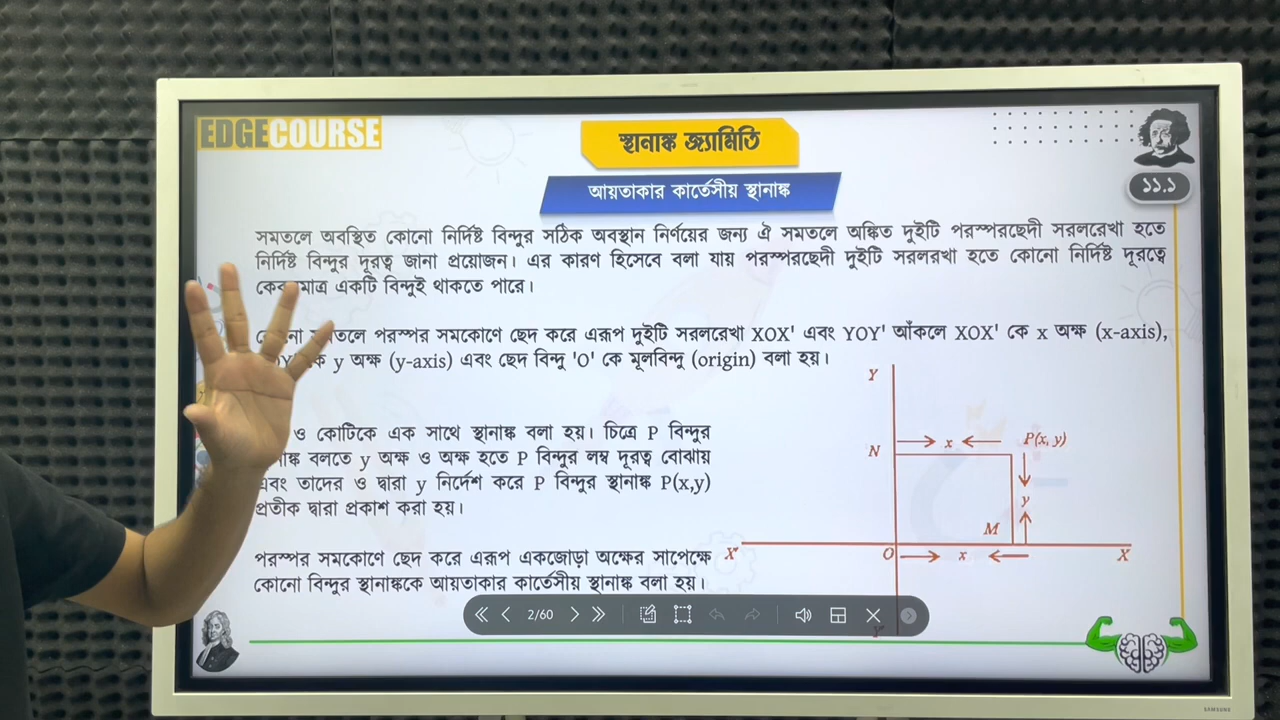 EDGECOURSE
স্থানাঙ্ক জ্যামিতি
১১.১
আয়তাকার কার্তেসীয় স্থানাঙ্ক
সমতলে অবস্থিত কোনো নির্দিষ্ট বিন্দুর সঠিক অবস্থান নির্ণয়ের জন্য ঐ সমতলে অঙ্কিত দুইটি পরস্পরছেদী সরলরেখা হতে
নির্দিষ্ট বিন্দুর দূরত্ব জানা প্রয়োজন। এর কারণ হিসেবে বলা যায় পরস্পরছেদী দুইটি সরলরখা হতে কোনো নির্দিষ্ট দূরত্বে
একটি বিন্দুই থাকতে পারে।
পরস্পর সমকোণে ছেদ করে এরূপ দুইটি সরলরেখা XOX' এবং YOY' আঁকলে XOX' কে x অক্ষ (x-axis),
y অক্ষ (y-axis) এবং ছেদ বিন্দু 'O' কে মূলবিন্দু (origin) বলা হয়।
ও কোটিকে এক সাথে স্থানাঙ্ক বলা হয়। চিত্রে P বিন্দুর
বলতে y অক্ষ ও অক্ষ হতে P বিন্দুর লম্ব দূরত্ব বোঝায়
এবং তাদের ও দ্বারা y নির্দেশ করে P বিন্দুর স্থানাঙ্ক P(x,y)
প্রতীক দ্বারা প্রকাশ করা হয়।
পরস্পর সমকোণে ছেদ করে এরূপ একজোড়া অক্ষের সাপেক্ষে
কোনো বিন্দুর স্থানাঙ্ককে আয়তাকার কার্তেসীয় স্থানাঙ্ক বলা হয়।
Y
N
x
P(x, y)
y
M
X'
O
x
X
Y'
2/60
SAMSUNG